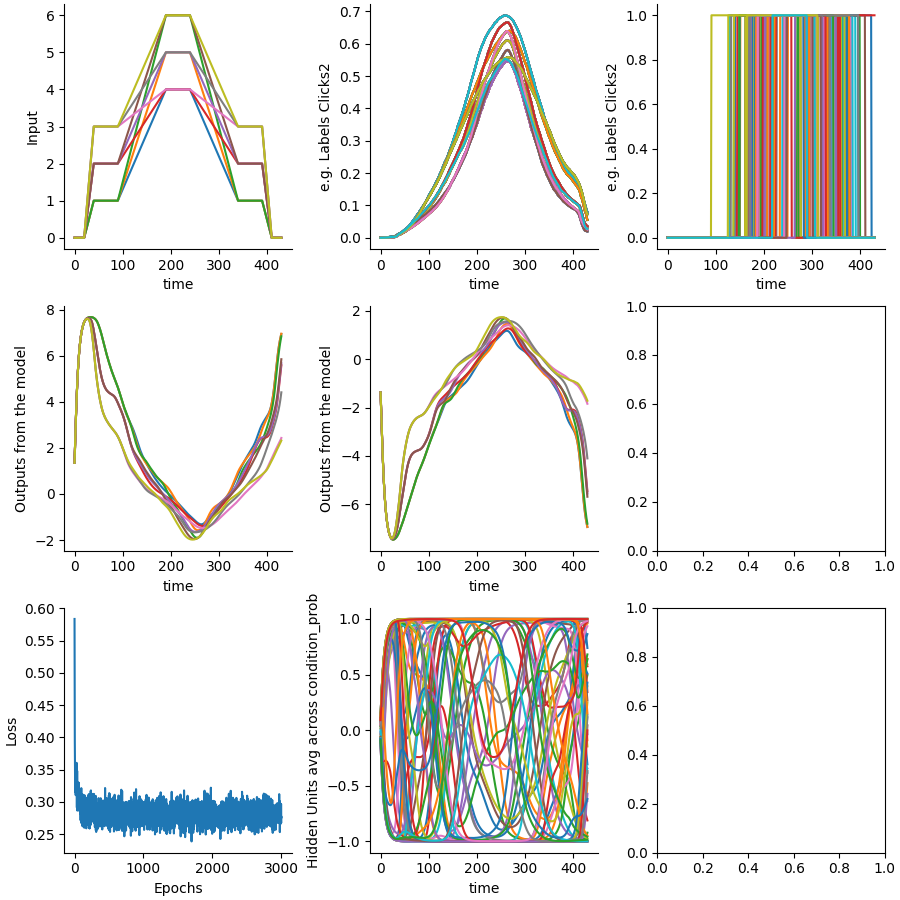 6
5
4
3
2
1
0
Input
0 100 200 300 400
time
0.7
0.6
0.5
0.4
0.3
0.2
0.1
0.0
e.g. Labels Clicks2
0 100 200 300 400
time
1.0
0.8
0.6
0.4
0.2
0.0
e.g. Labels Clicks2
0 100 200 300 400
time
8
6
4
2
0
−2
Outputs from the model
0 100 200 300 400
time
2
0
−2
−4
−6
Outputs from the model
0 100 200 300 400
time
1.0
0.8
0.6
0.4
0.2
0.0
0.0 0.2 0.4 0.6 0.8 1.0
0.60
0.55
0.50
0.45
0.40
0.35
0.30
0.25
Loss
0 1000 2000 3000
Epochs
1.0
0.5
0.0
−0.5
−1.0
Hidden Units avg across condition_prob
0 100 200 300 400
time
1.0
0.8
0.6
0.4
0.2
0.0
0.0 0.2 0.4 0.6 0.8 1.0